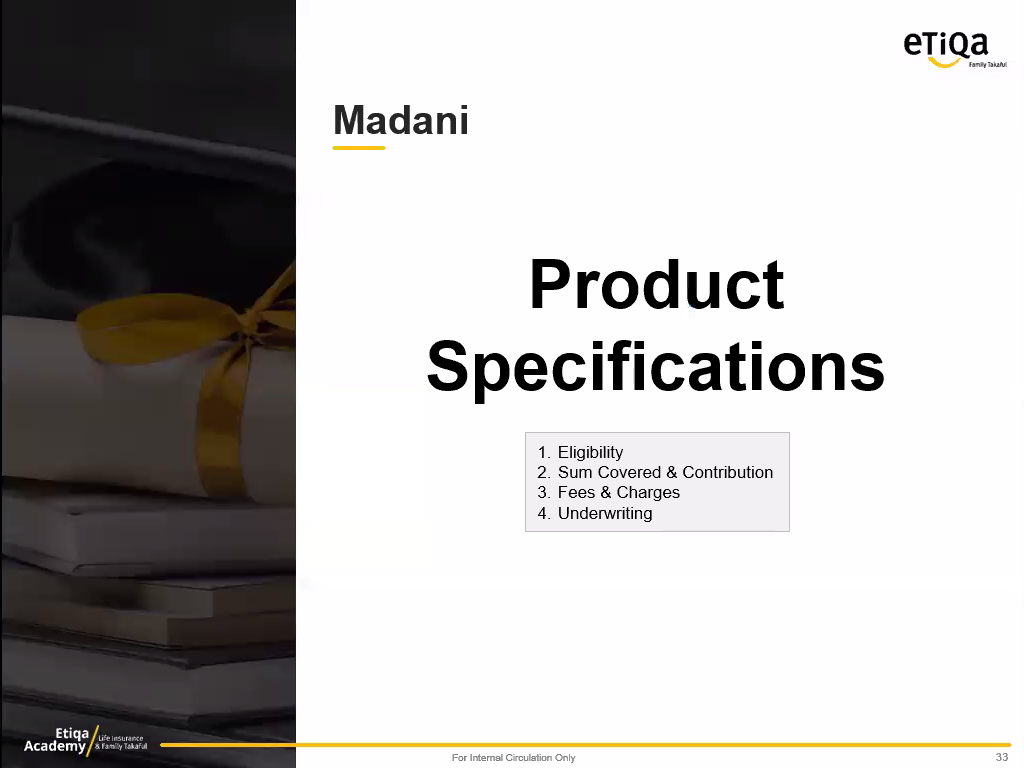 eTiQa
Family Takaful
Madani
Product
Specifications
1. Eligibility
2. Sum Covered & Contribution
3. Fees & Charges
4. Underwriting
Etiqa
Academy
Life Insurance
& Family Takaful
For Internal Circulation Only
33